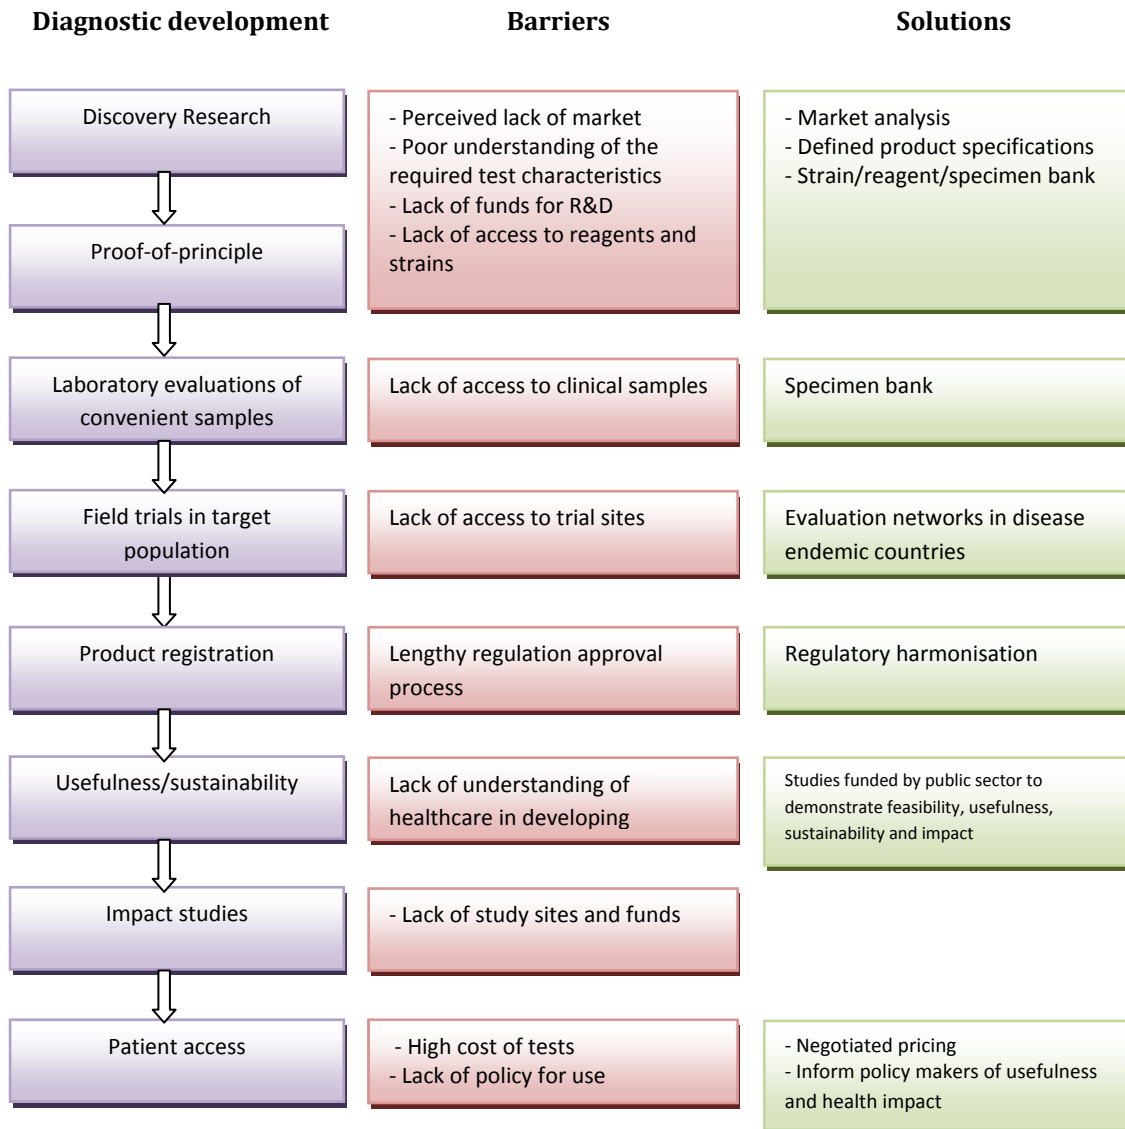 Diagnostic development
Barriers
Solutions
Discovery Research
- Perceived lack of market
- Poor understanding of the
required test characteristics
- Lack of funds for R&D
- Lack of access to reagents and
strains
- Market analysis
- Defined product specifications
- Strain/reagent/specimen bank
Proof-of-principle
Laboratory evaluations of
convenient samples
Lack of access to clinical samples
Specimen bank
Field trials in target
population
Lack of access to trial sites
Evaluation networks in disease
endemic countries
Product registration
Lengthy regulation approval
process
Regulatory harmonisation
Usefulness/sustainability
Lack of understanding of
healthcare in developing
Studies funded by public sector to
demonstrate feasibility, usefulness,
sustainability and impact
Impact studies
- Lack of study sites and funds
Patient access
- High cost of tests
- Lack of policy for use
- Negotiated pricing
- Inform policy makers of usefulness
and health impact